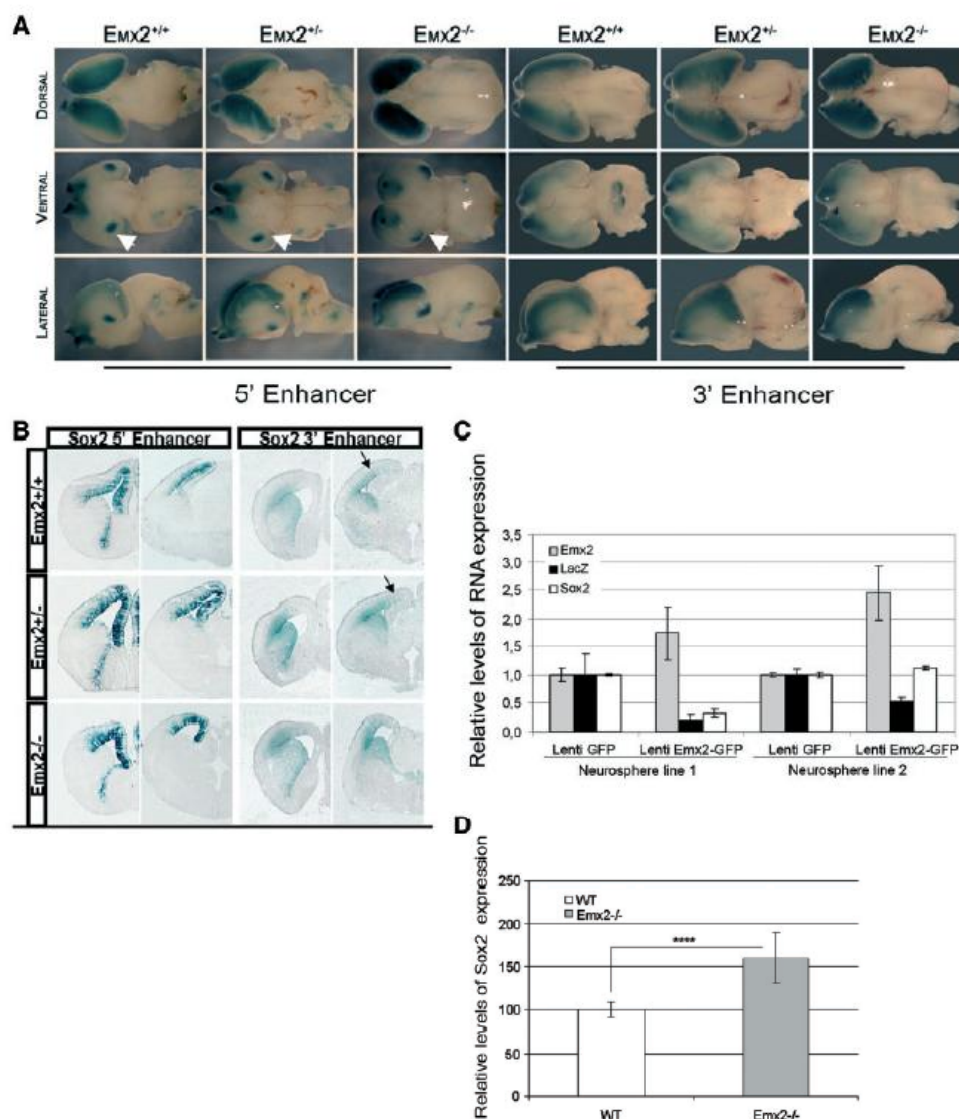 A
EMX2+/+ EMX2+/- EMX2-/- EMX2+/+ EMX2+/- EMX2-/-
DORSAL
VENTRAL
LATERAL
5' Enhancer 3' Enhancer
B
Sox2 5' Enhancer Sox2 3' Enhancer
Emx2+/+
Emx2+/-
Emx2-/-
C
Relative levels of RNA expression
3,5
3,0
2,5
2,0
1,5
1,0
0,5
0,0
Emx2
LacZ
Sox2
Lenti GFP Lenti Emx2-GFP Lenti GFP Lenti Emx2-GFP
Neurosphere line 1 Neurosphere line 2
D
Relative levels of Sox2 expression
250
200
150
100
50
0
WT
Emx2-/-
****
WT Emx2-/-